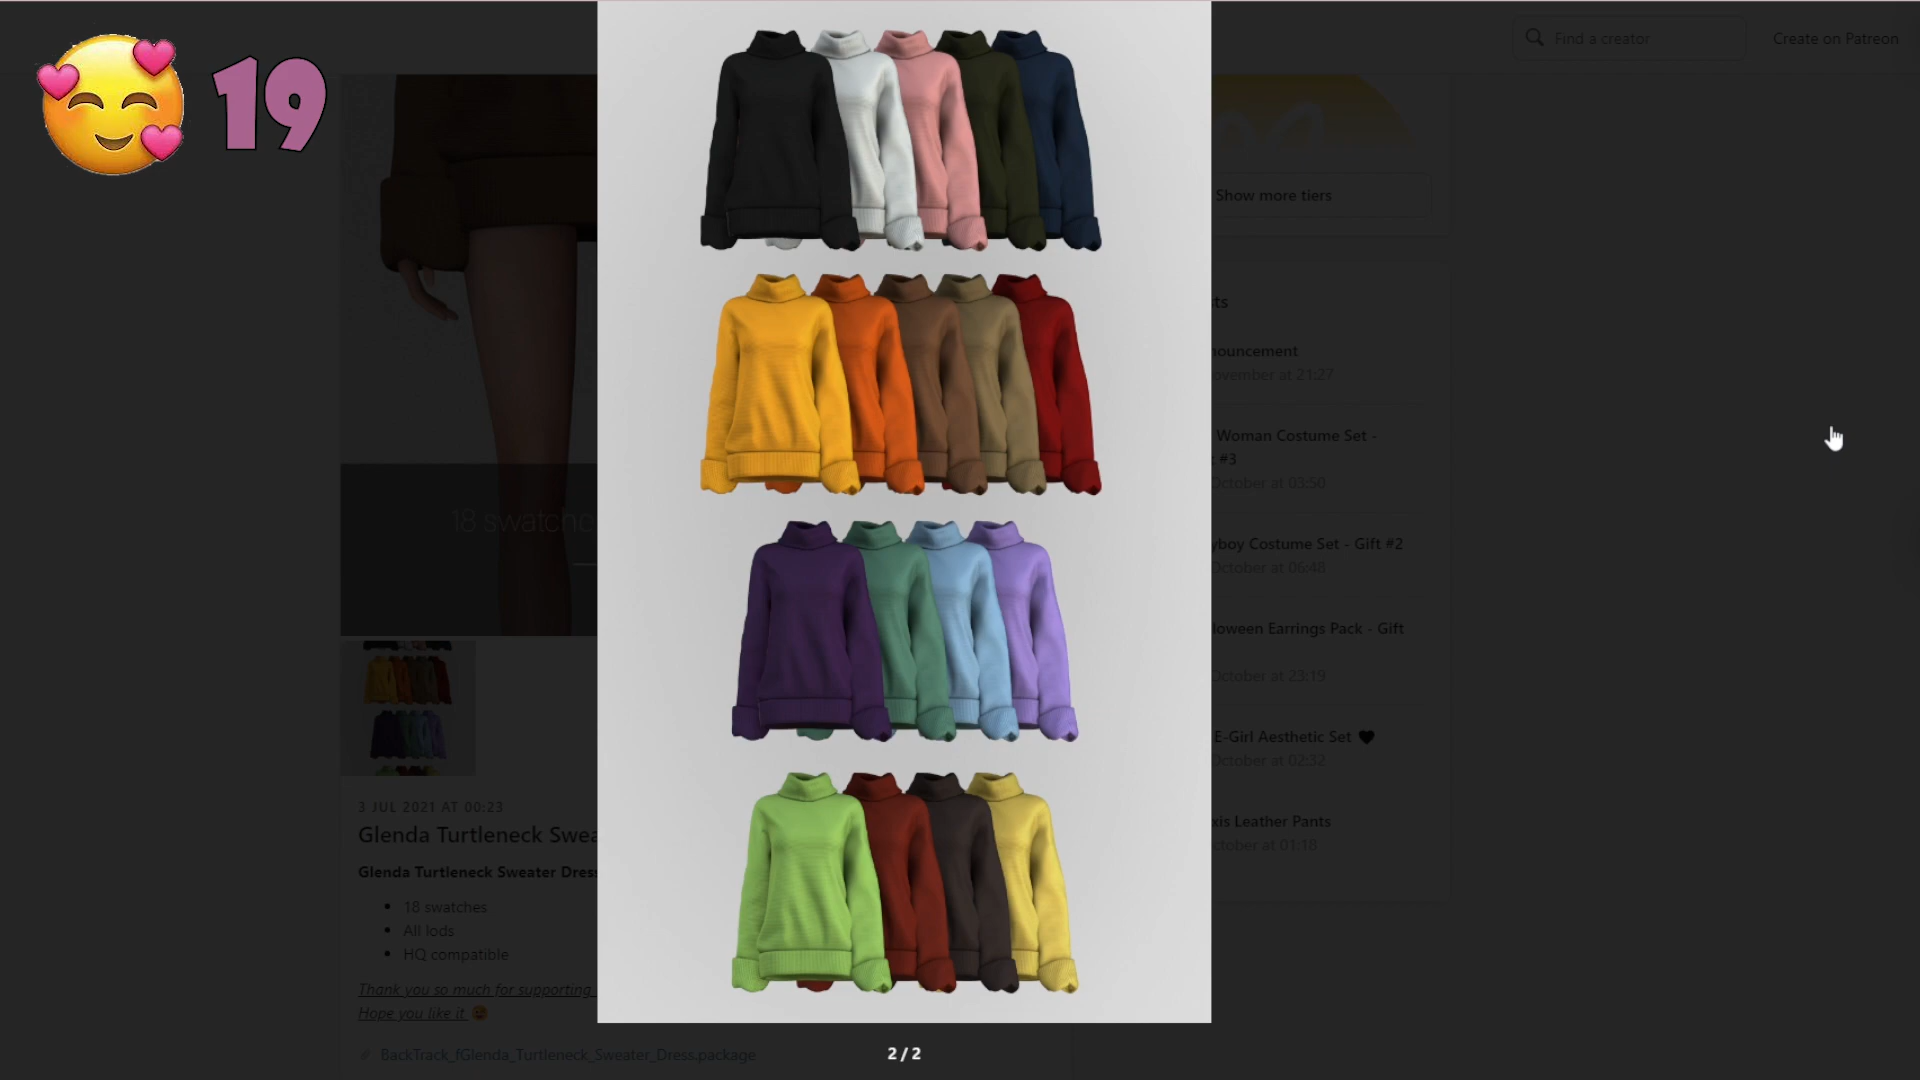 19
Find a creator
Create on Patreon
Show more tiers
18 swatche
sts
nouncement
ovember at 21:27
Woman Costume Set -
#3
October at 03:50
yboy Costume Set - Gift #2
October at 06:48
loween Earrings Pack - Gift
October at 23:19
E-Girl Aesthetic Set
October at 02:32
xis Leather Pants
ctober at 01:18
3 JUL 2021 AT 00:23
Glenda Turtleneck Swea
Glenda Turtleneck Sweater Dress
18 swatches
All lods
HQ compatible
Thank you so much for supporting
Hope you like it
BackTrack_fGlenda_Turtleneck_Sweater_Dress.package
2/2